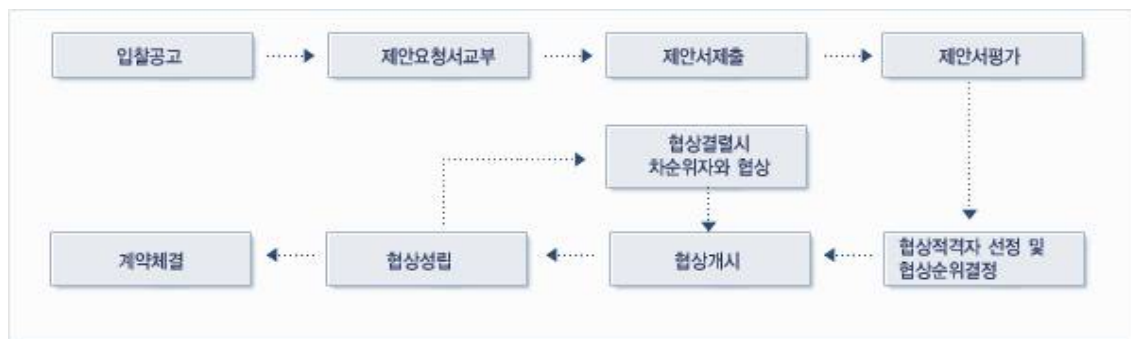 입찰공고
제안요청서교부
제안서제출
제안서평가
협상결렬시
차순위자와 협상
계약체결
협상성립
협상개시
협상적격자 선정 및
협상순위결정